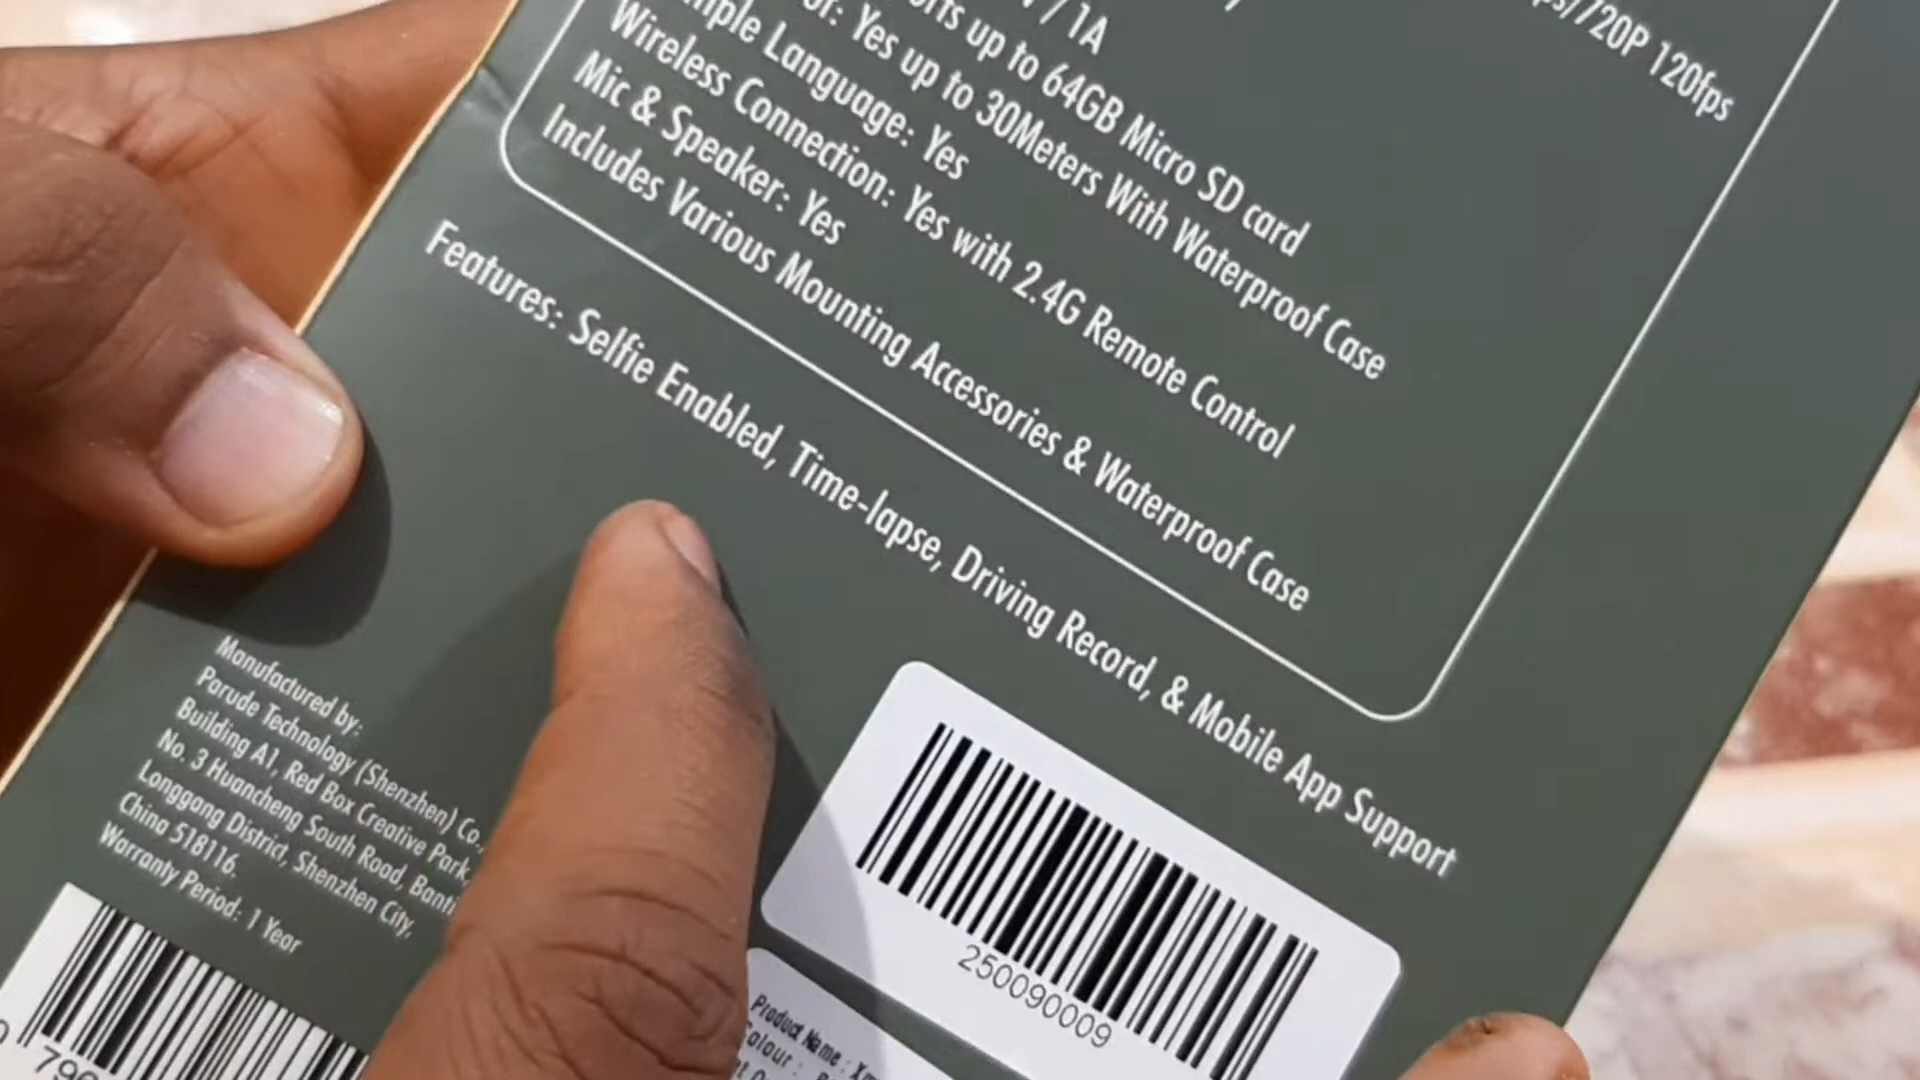 720P 120fps
/ 1A
up to 64GB Micro SD card
Yes up to 30Meters With Waterproof Case
Language: Yes
Wireless Connection: Yes with 2.4G Remote Control
Mic & Speaker: Yes
Includes Various Mounting Accessories & Waterproof Case
Features: Selfie Enabled, Time-lapse, Driving Record, & Mobile App Support
Manufactured by:
Parude Technology (Shenzhen) Co.,
Building A1, Red Box Creative Park,
No. 3 Huancheng South Road,
Longgang District, Shenzhen City,
China 518116.
Warranty Period: 1 Year
250090009
Product Name :